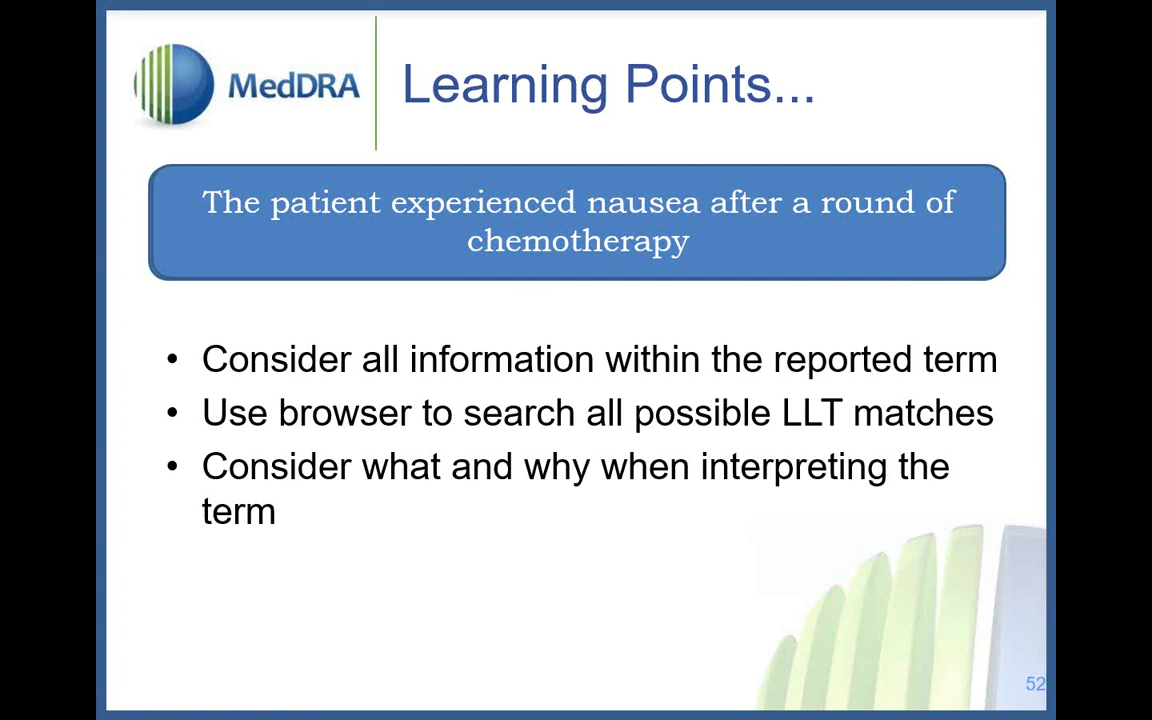 MedDRA
Learning Points...
The patient experienced nausea after a round of
chemotherapy
• Consider all information within the reported term
• Use browser to search all possible LLT matches
• Consider what and why when interpreting the
term
52